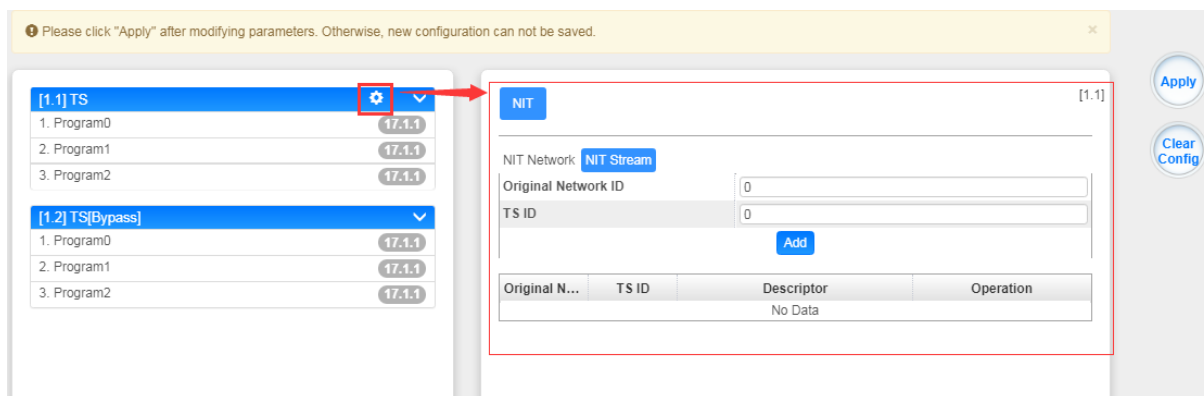 Please click "Apply" after modifying parameters. Otherwise, new configuration can not be saved. ×
[1.1] TS
1. Program0 17.1.1
2. Program1 17.1.1
3. Program2 17.1.1
[1.2] TS[Bypass]
1. Program0 17.1.1
2. Program1 17.1.1
3. Program2 17.1.1
NIT [1.1]
NIT Network NIT Stream
Original Network ID 0
TS ID 0
Add
Original N... TS ID Descriptor Operation
No Data
Apply
Clear
Config